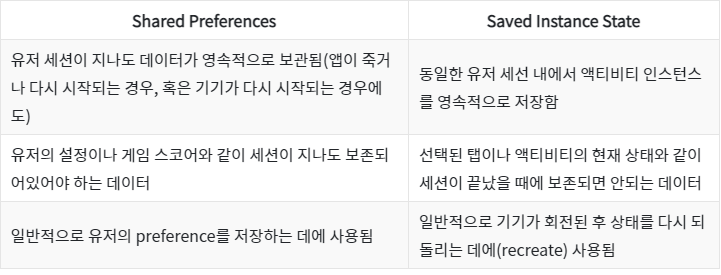 Shared Preferences
Saved Instance State
유저 세션이 지나도 데이터가 영속적으로 보관됨(앱이 죽거
나 다시 시작되는 경우, 혹은 기기가 다시 시작되는 경우에
도)
동일한 유저 세선 내에서 액티비티 인스턴스
를 영속적으로 저장함
유저의 설정이나 게임 스코어와 같이 세션이 지나도 보존되
어있어야 하는 데이터
선택된 탭이나 액티비티의 현재 상태와 같이
세션이 끝났을 때에 보존되면 안되는 데이터
일반적으로 유저의 preference를 저장하는 데에 사용됨
일반적으로 기기가 회전된 후 상태를 다시 되
돌리는 데에(recreate) 사용됨